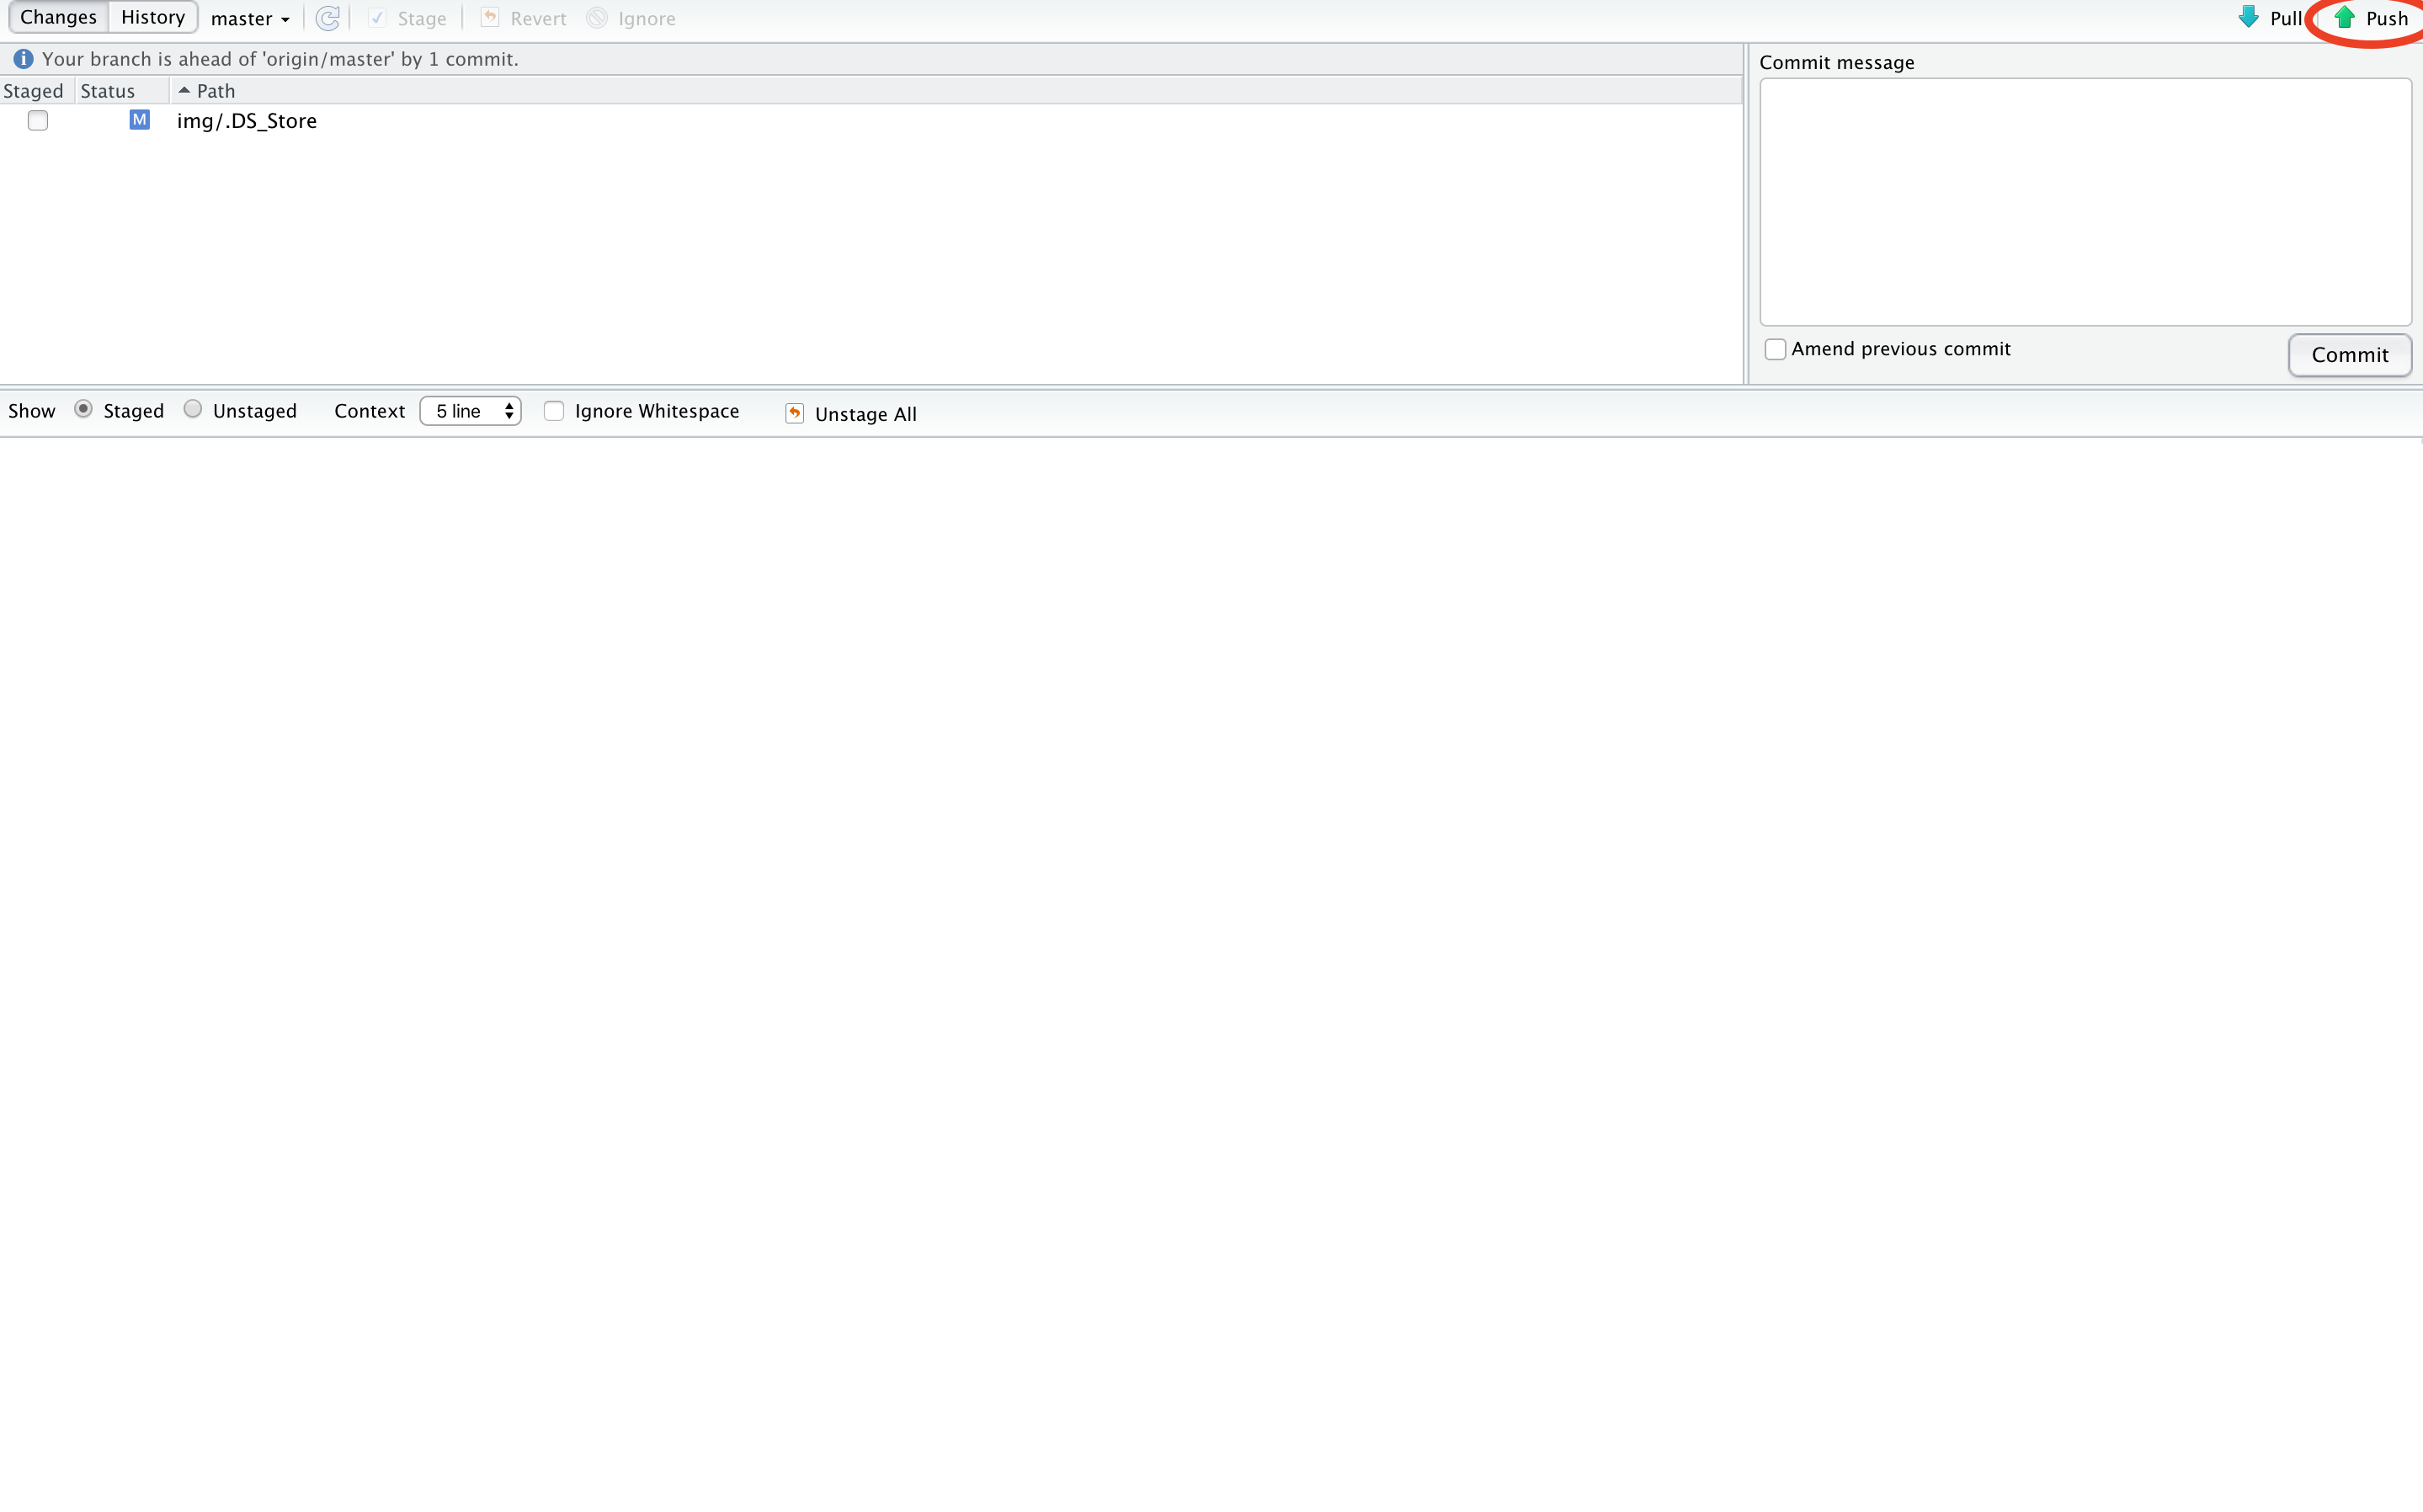 Changes History master Stage Revert Ignore Pull Push
Your branch is ahead of 'origin/master' by 1 commit.
Commit message
Staged Status Path
M img/.DS_Store
Amend previous commit
Commit
Show Staged Unstaged Context 5 line Ignore Whitespace Unstage All